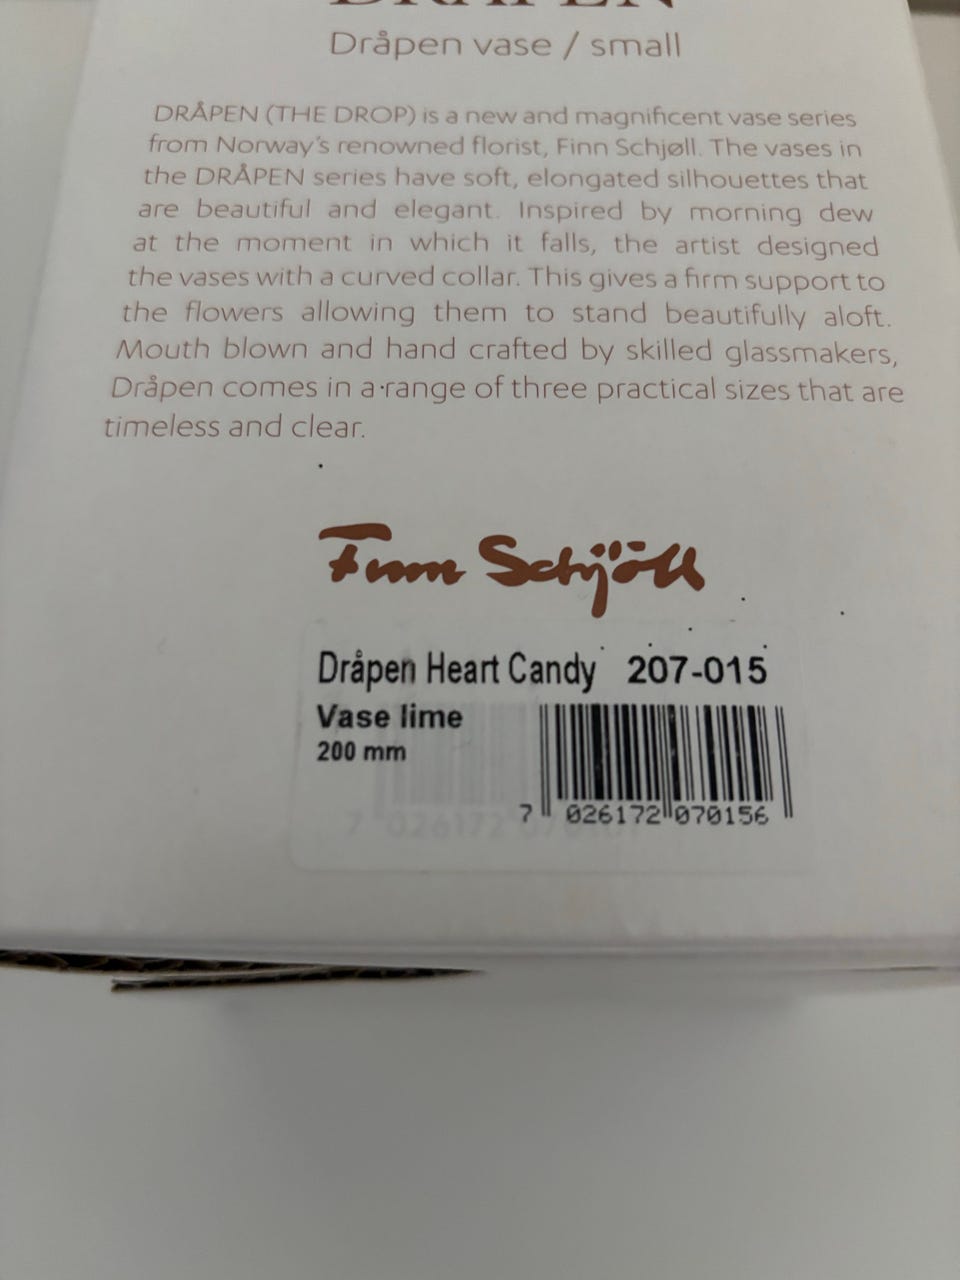 DRÅPEN
Dråpen vase / small
DRÅPEN (THE DROP) is a new and magnificent vase series
from Norway's renowned florist, Finn Schjøll. The vases in
the DRÅPEN series have soft, elongated silhouettes that
are beautiful and elegant. Inspired by morning dew
at the moment in which it falls, the artist designed
the vases with a curved collar. This gives a firm support to
the flowers allowing them to stand beautifully aloft.
Mouth blown and hand crafted by skilled glassmakers,
Dråpen comes in a range of three practical sizes that are
timeless and clear.
Finn Schjöll
Dråpen Heart Candy 207-015
Vase lime
200 mm
7 026172 070156